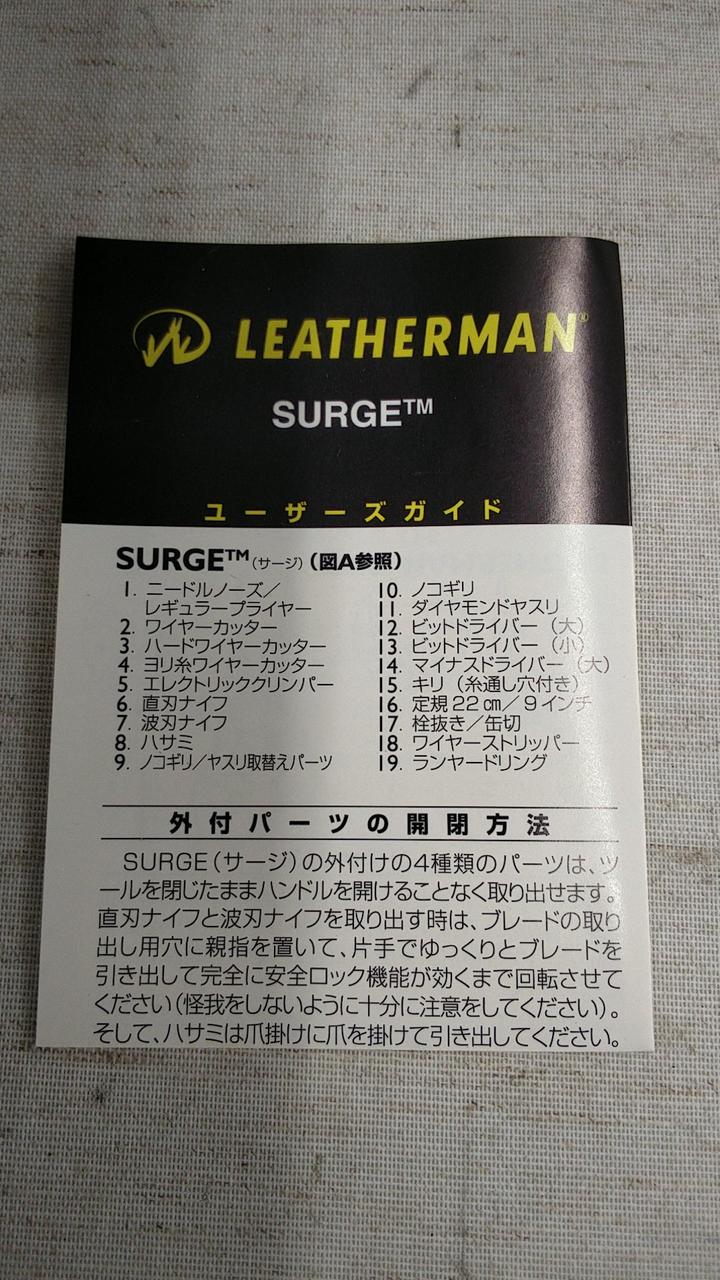 LEATHERMAN®
SURGE™
ユーザーズガイド
SURGE™(サージ)(図A参照)
1. ニードルノーズ/
レギュラープライヤー
2. ワイヤーカッター
3. ハードワイヤーカッター
4. ヨリ糸ワイヤーカッター
5. エレクトリッククリンパー
6. 直刃ナイフ
7. 波刃ナイフ
8. ハサミ
9. ノコギリ/ヤスリ取替えパーツ
10. ノコギリ
11. ダイヤモンドヤスリ
12. ビットドライバー(大)
13. ビットドライバー(小)
14. マイナスドライバー(大)
15. キリ(糸通し穴付き)
16. 定規22㎝/9インチ
17. 栓抜き/缶切
18. ワイヤーストリッパー
19. ランヤードリング
外付パーツの開閉方法
SURGE(サージ)の外付けの4種類のパーツは、ツ
ールを閉じたままハンドルを開けることなく取り出せます。
直刃ナイフと波刃ナイフを取り出す時は、ブレードの取り
出し用穴に親指を置いて、片手でゆっくりとブレードを
引き出して完全に安全ロック機能が効くまで回転させて
ください(怪我をしないように十分に注意をしてください)。
そして、ハサミは爪掛けに爪を掛けて引き出してください。